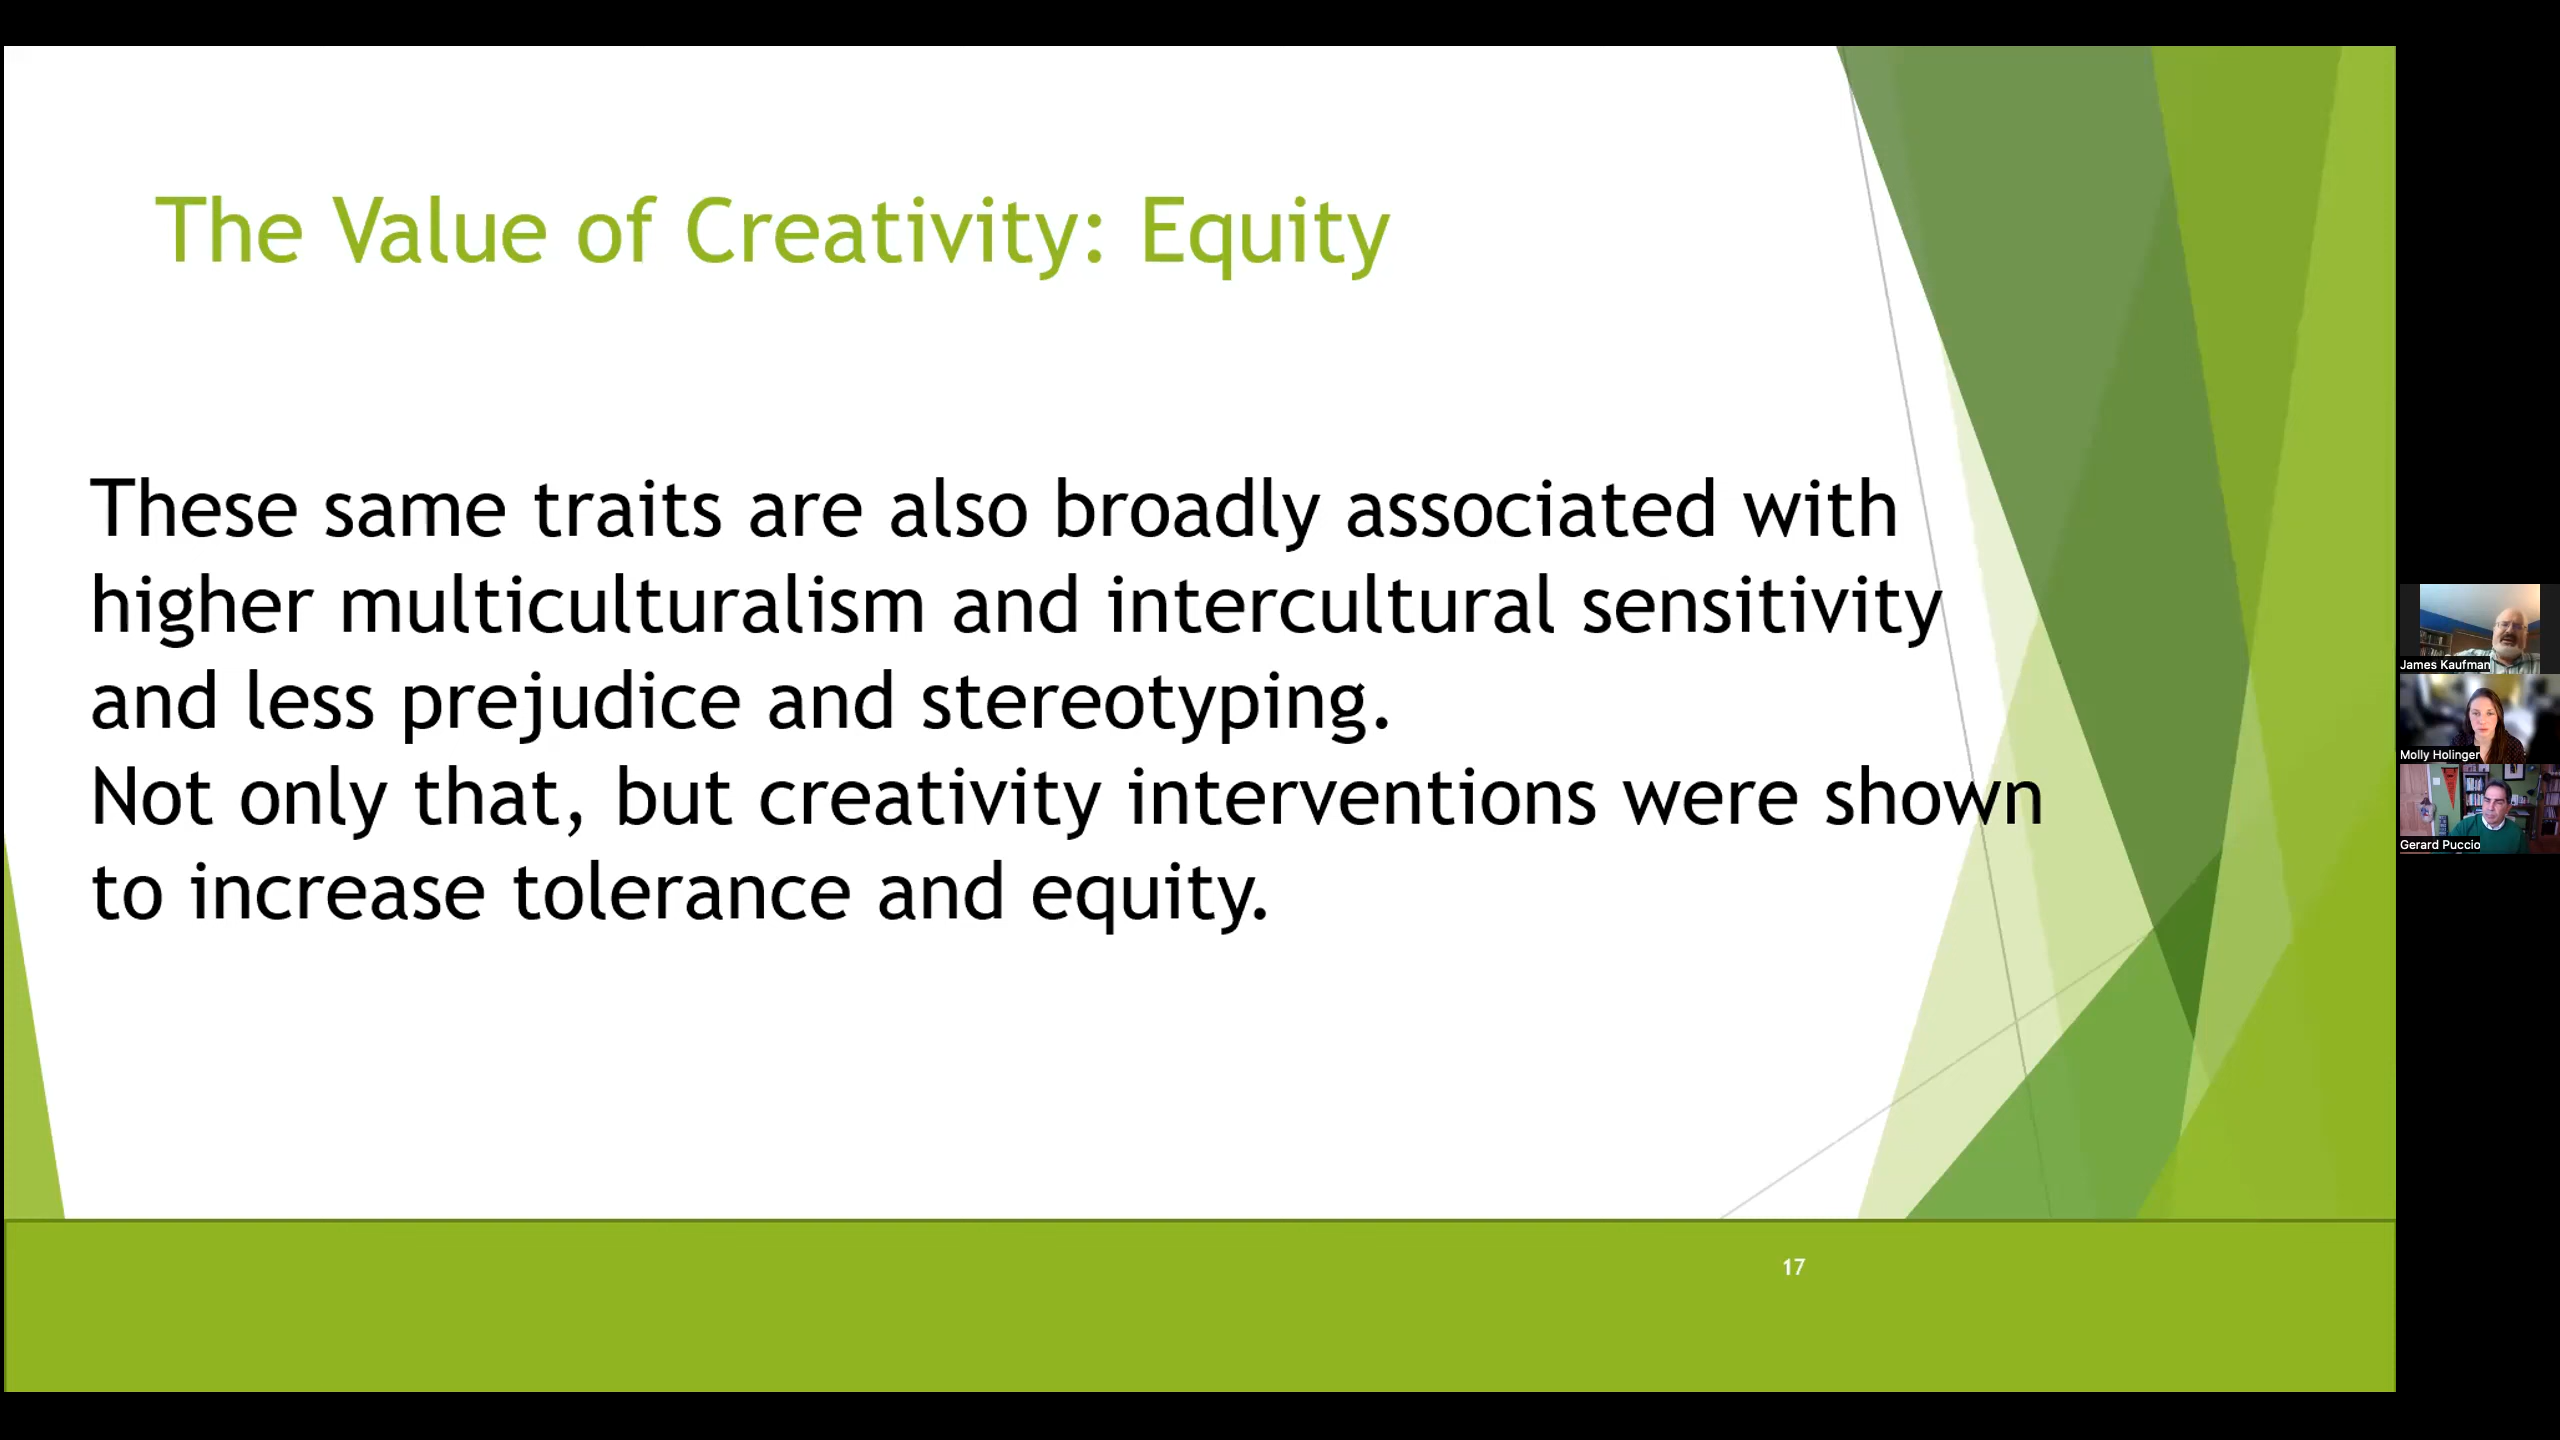 The Value of Creativity: Equity
These same traits are also broadly associated with
higher multiculturalism and intercultural sensitivity
and less prejudice and stereotyping.
Not only that, but creativity interventions were shown
to increase tolerance and equity.
17
James Kaufman
Molly Holinger
Gerard Puccio